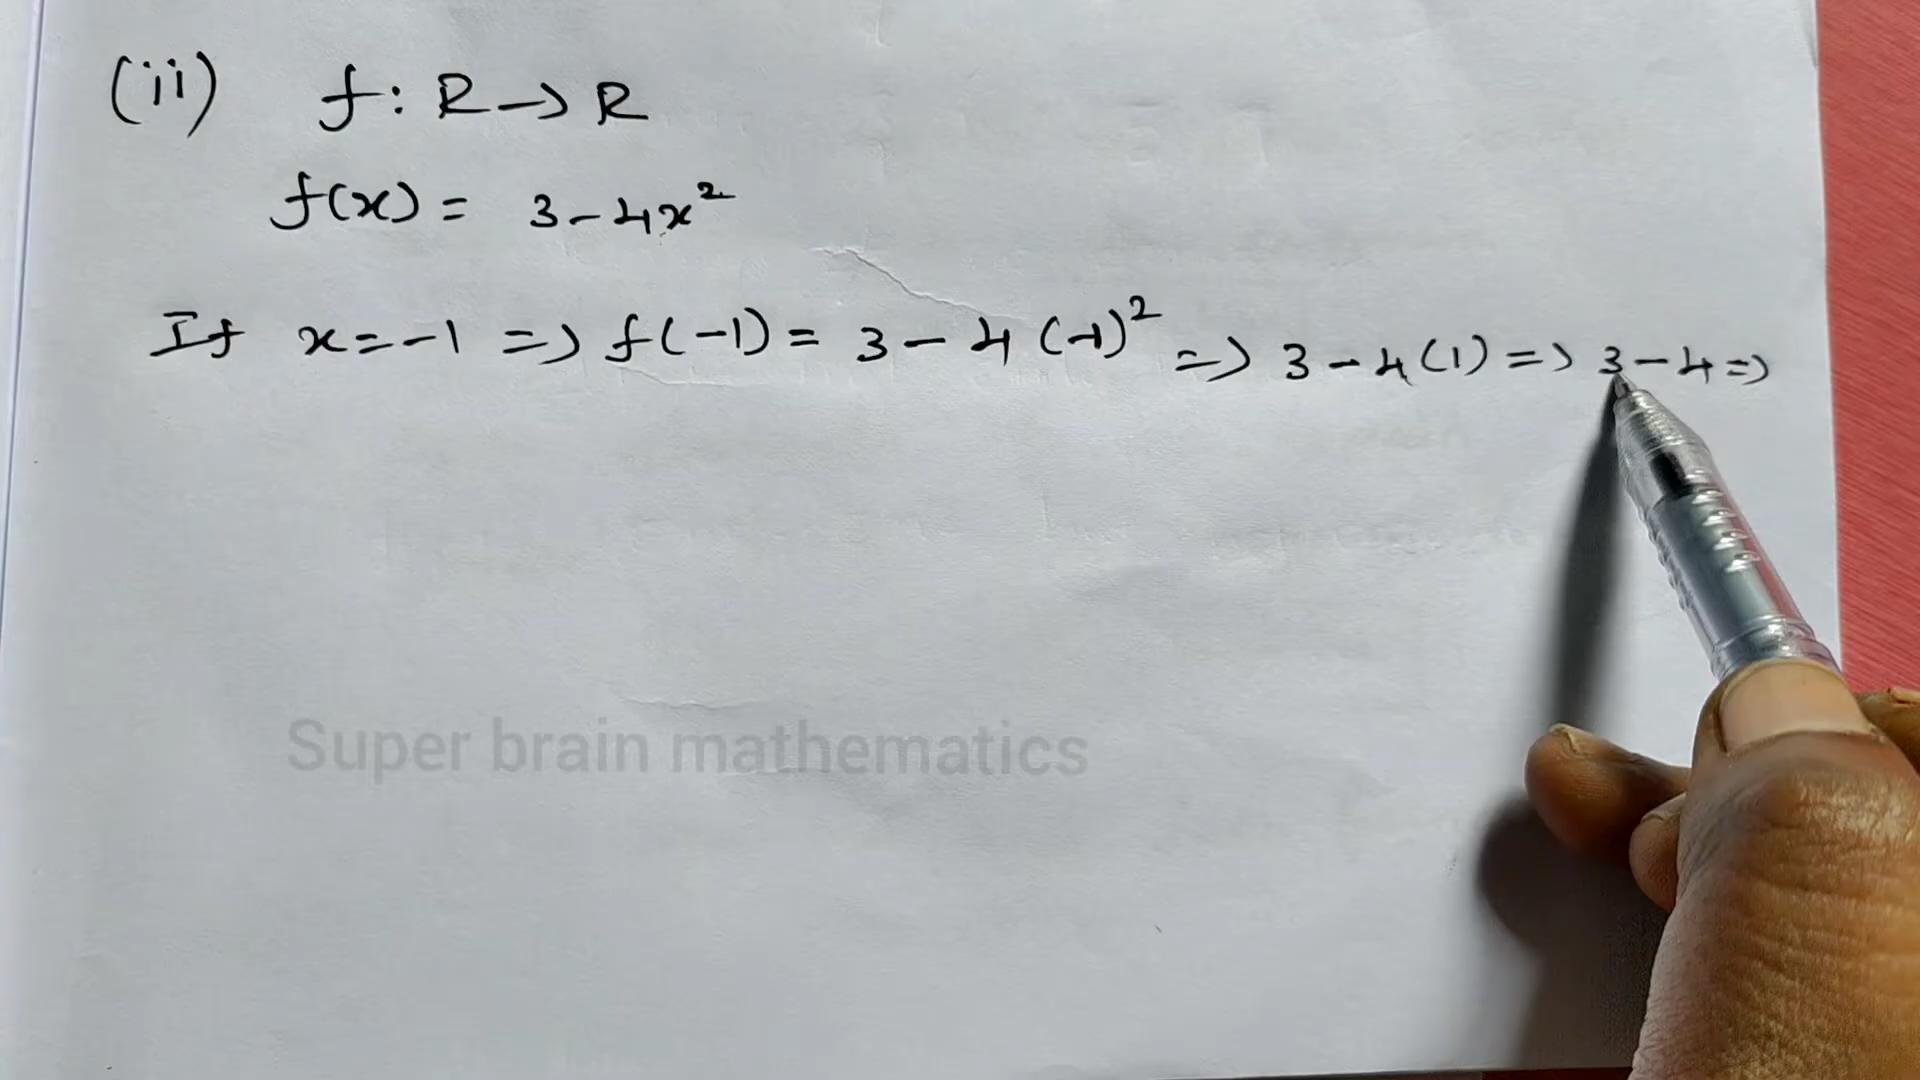 (ii) f: R → R
f(x) = 3-4x²
If x=-1 => f(-1) = 3-4(-1)² => 3-4(1) => 3-4 =>
Super brain mathematics